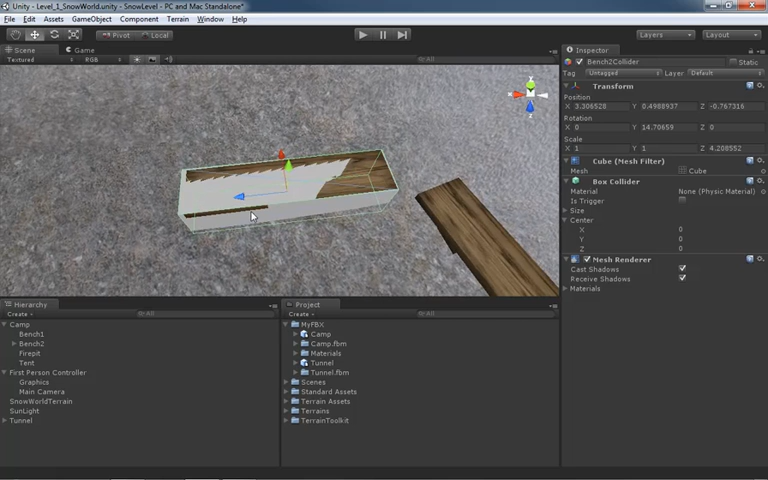 Unity - Level_1_SnowWorld.unity - SnowLevel - PC and Mac Standalone*
File Edit Assets GameObject Component Terrain Window Help
Pivot Local Layers Layout
Scene Game
Textured RGB All
y
x
z
Inspector
Bench2Collider Static
Tag Untagged Layer Default
Transform
Position
X 3.306528 Y 0.4988937 Z -0.767316
Rotation
X 0 Y 14.70659 Z 0
Scale
X 1 Y 1 Z 4.208552
Cube (Mesh Filter)
Mesh Cube
Box Collider
Material None (Physic Material)
Is Trigger
Size
Center
X 0
Y 0
Z 0
Mesh Renderer
Cast Shadows
Receive Shadows
Materials
Hierarchy
Create All
Camp
Bench1
Bench2
Firepit
Tent
First Person Controller
Graphics
Main Camera
SnowWorldTerrain
SunLight
Tunnel
Project
Create All
MyFBX
Camp
Camp.fbm
Materials
Tunnel
Tunnel.fbm
Scenes
Standard Assets
Terrain Assets
Terrains
TerrainToolkit